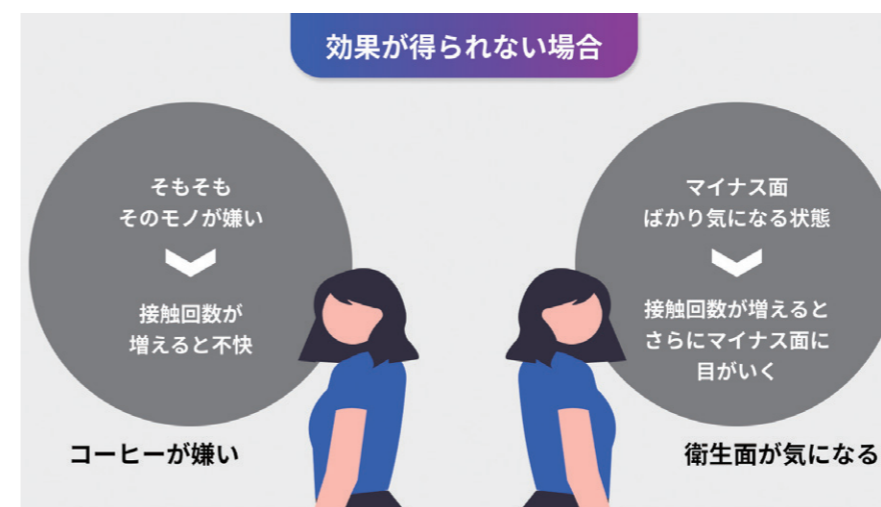 効果が得られない場合
そもそも
そのモノが嫌い
接触回数が
増えると不快
コーヒーが嫌い
マイナス面
ばかり気になる状態
接触回数が増えると
さらにマイナス面に
目がいく
衛生面が気になる